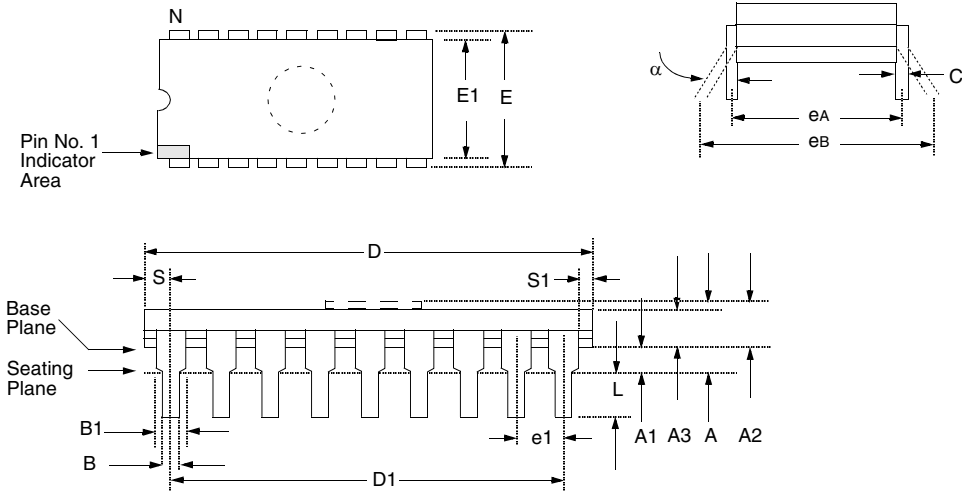 N
E1
E
Pin No. 1
Indicator
Area
α
C
eA
eB
D
S
S1
Base
Plane
Seating
Plane
L
B1
e1
A1
A3
A
A2
B
D1